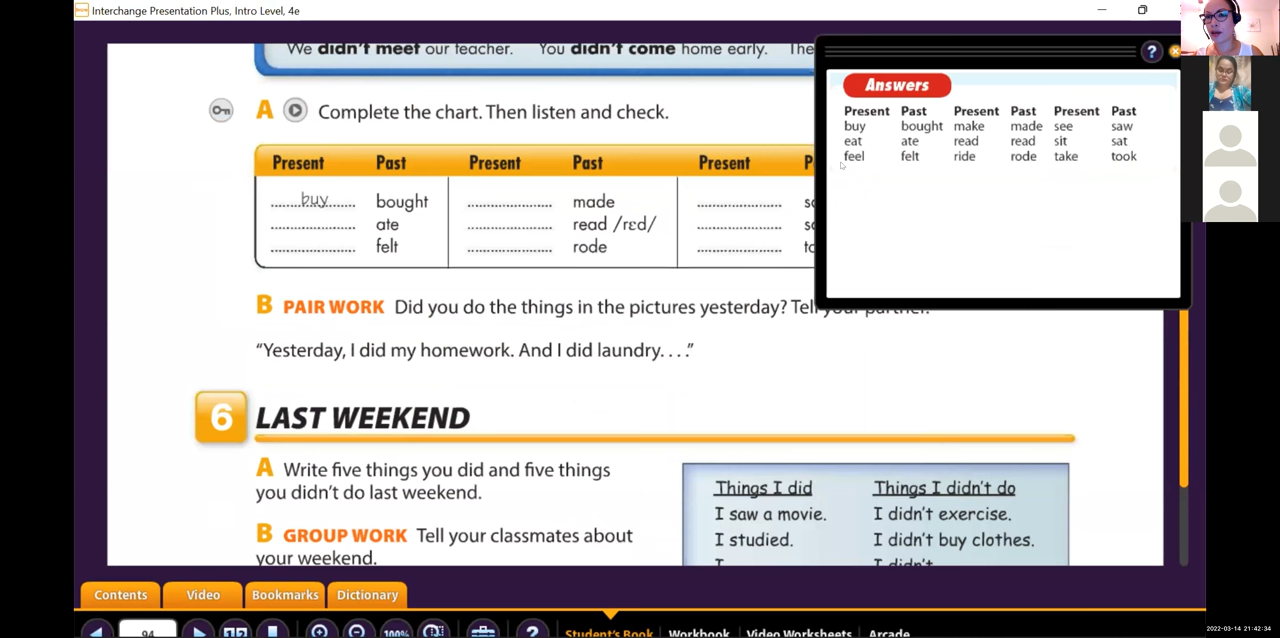 Interchange Presentation Plus, Intro Level, 4e
We didn't meet our teacher. You didn't come home early.
A Complete the chart. Then listen and check.
Present Past Present Past Present
buy bought made
ate read /rɛd/
felt rode
B PAIR WORK Did you do the things in the pictures yesterday? Tell your partner.
"Yesterday, I did my homework. And I did laundry. . . ."
6 LAST WEEKEND
A Write five things you did and five things
you didn't do last weekend.
B GROUP WORK Tell your classmates about
your weekend.
Things I did Things I didn't do
I saw a movie. I didn't exercise.
I studied. I didn't buy clothes.
I I didn't
?
Answers
Present Past Present Past Present Past
buy bought make made see saw
eat ate read read sit sat
feel felt ride rode take took
Contents Video Bookmarks Dictionary
94 100% ? Student's Book Workbook Video Worksheets Arcade
2022-03-14 21:42:34